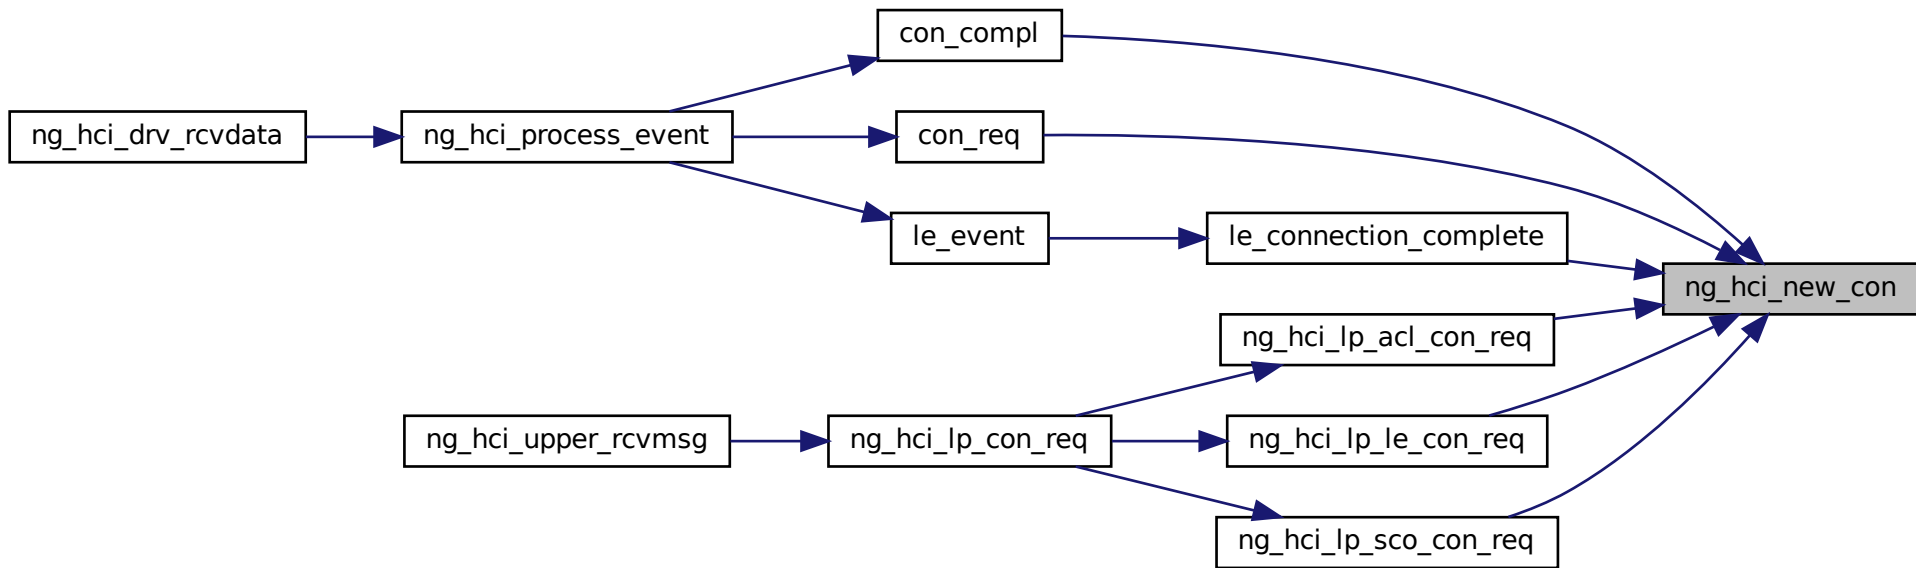 con_compl
ng_hci_drv_rcvdata
ng_hci_process_event
con_req
le_event
le_connection_complete
ng_hci_new_con
ng_hci_lp_acl_con_req
ng_hci_upper_rcvmsg
ng_hci_lp_con_req
ng_hci_lp_le_con_req
ng_hci_lp_sco_con_req